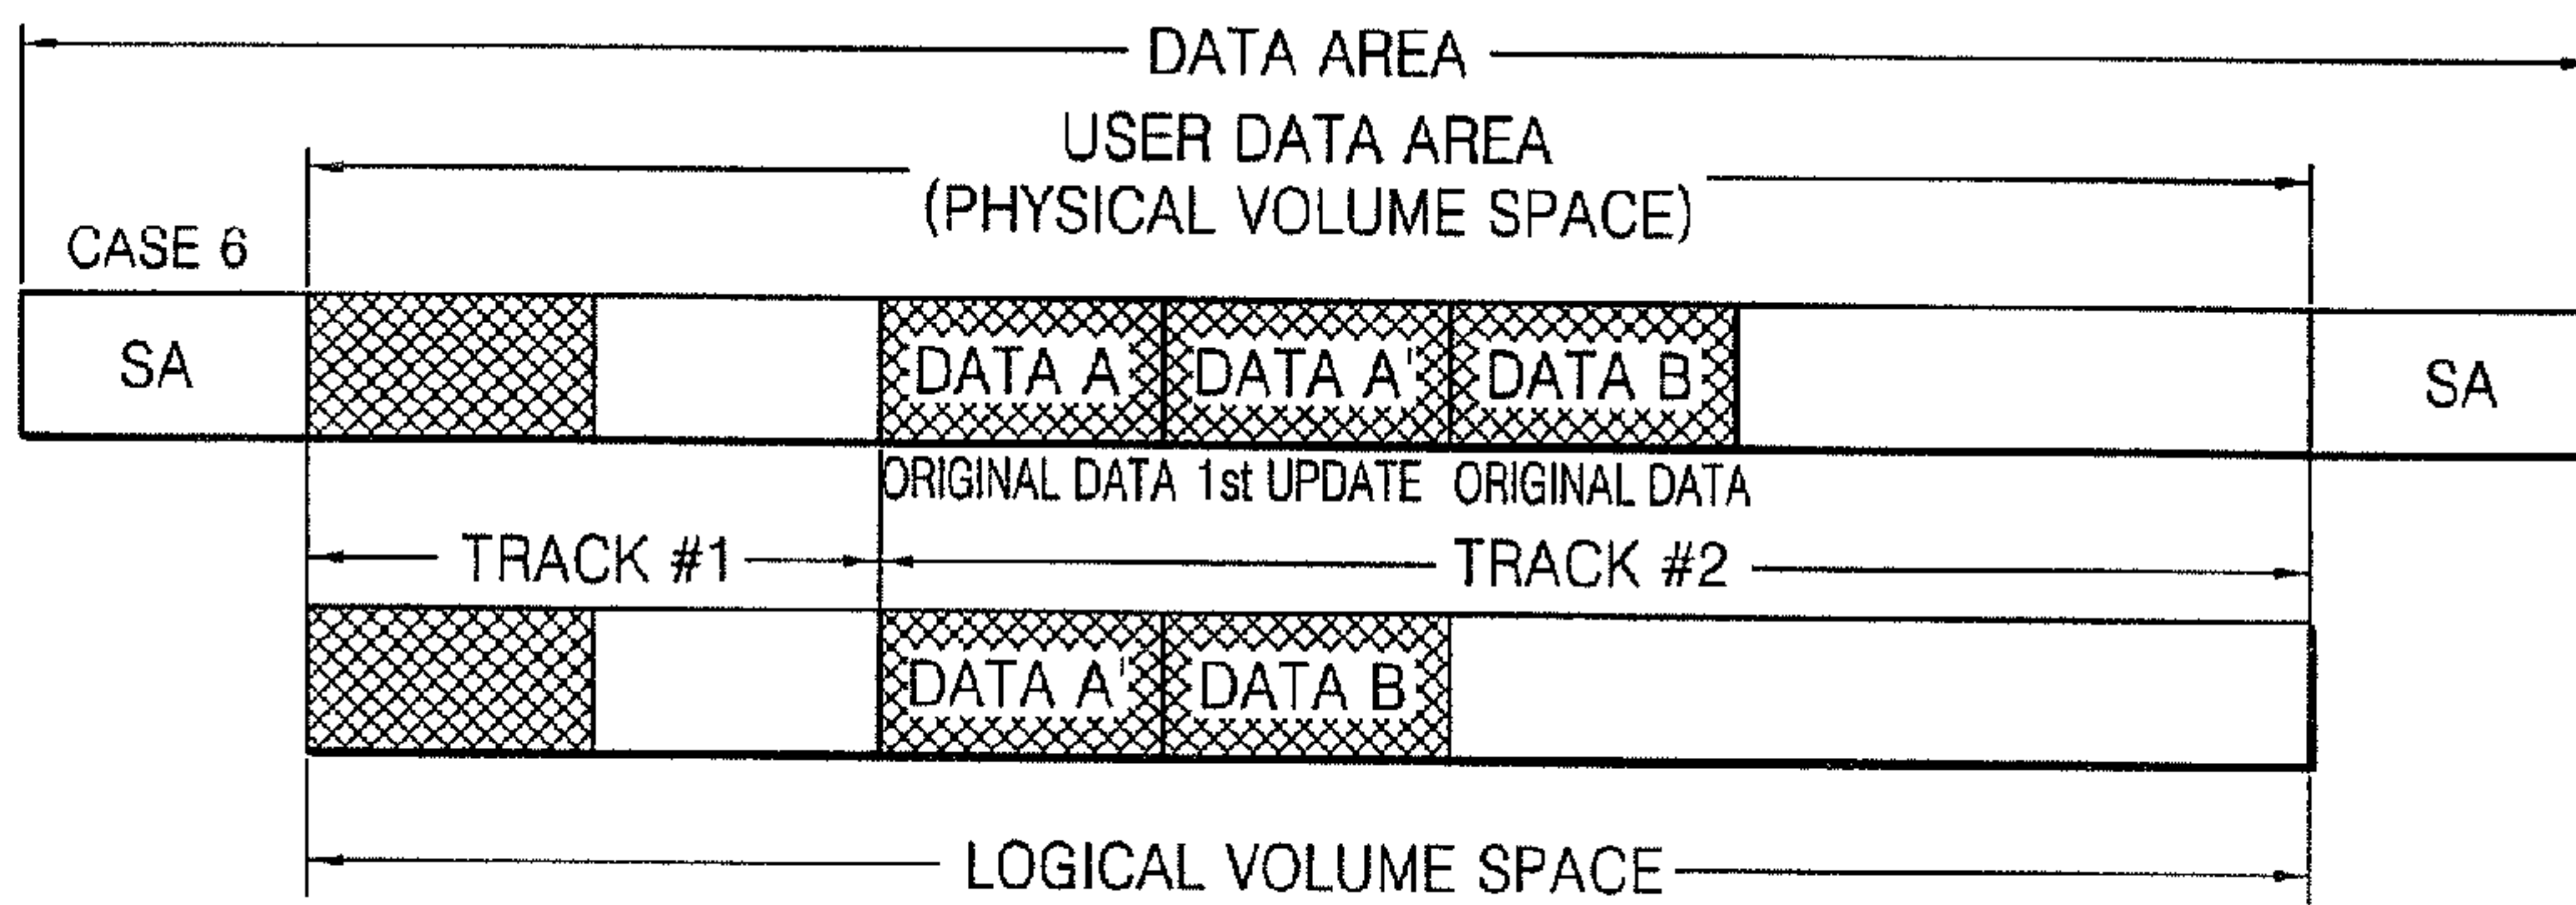 DATA AREA
USER DATA AREA
(PHYSICAL VOLUME SPACE)
CASE 6
SA DATA A DATA A' DATA B SA
ORIGINAL DATA 1st UPDATE ORIGINAL DATA
TRACK #1 TRACK #2
DATA A' DATA B
LOGICAL VOLUME SPACE